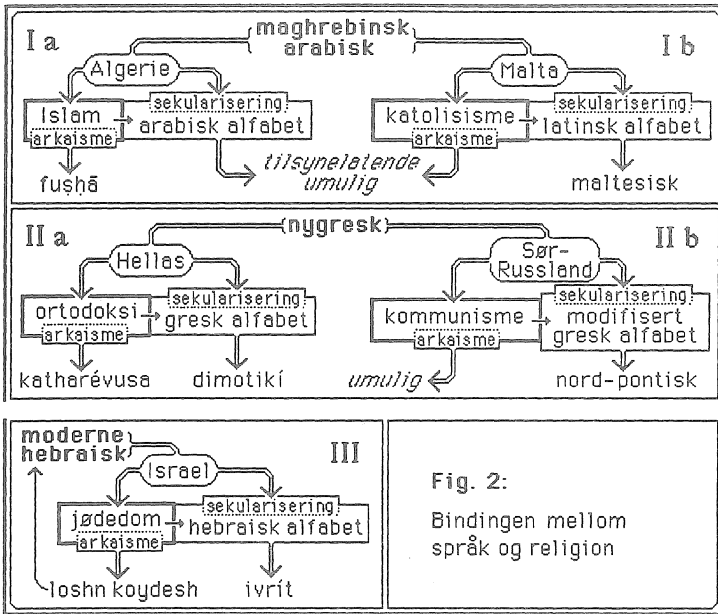 I a
maghrebinsk
arabisk
I b
Algerie
Malta
Islam
arkaisme
sekularisering
arabisk alfabet
katolisisme
arkaisme
sekularisering
latinsk alfabet
fuṣḥā
tilsynelatende
umulig
maltesisk
II a
nygresk
II b
Hellas
Sør-
Russland
ortodoksi
arkaisme
sekularisering
gresk alfabet
kommunisme
arkaisme
sekularisering
modifisert
gresk alfabet
katharévusa
dimotikí
umulig
nord-pontisk
moderne
hebraisk
III
Israel
jødedom
arkaisme
sekularisering
hebraisk alfabet
loshn koydesh
ivrít
Fig. 2:
Bindingen mellom
språk og religion